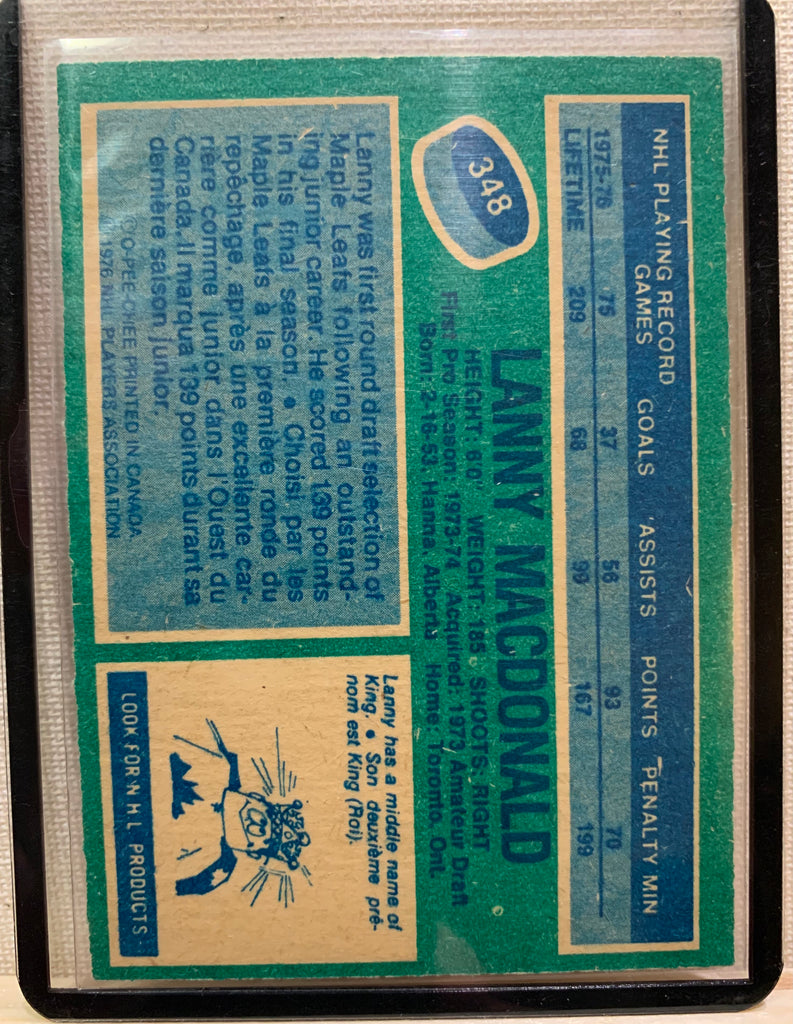 NHL PLAYING RECORD
GAMES GOALS ASSISTS POINTS PENALTY MIN
1975-76 75 37 56 93 70
LIFETIME 209 68 99 167 199
348
LANNY MACDONALD
HEIGHT: 6'0" WEIGHT: 185 SHOOTS: RIGHT
First Pro Season: 1973-74 Acquired: 1973 Amateur Draft
Born: 2-16-53, Hanna, Alberta Home: Toronto, Ont.
Lanny was first round draft selection of
Maple Leafs following an outstand-
ing junior career. He scored 139 points
in his final season. • Choisi par les
Maple Leafs a la première ronde du
repêchage, après une excellente car-
rière comme junior dans l'Ouest du
Canada. Il marqua 139 points durant sa
dernière saison junior.
© O-PEE-CHEE PRINTED IN CANADA
1976 NHL PLAYERS ASSOCIATION
Lanny has a middle name of
King. • Son deuxième pré-
nom est King (Roi).
LOOK FOR N.H.L PRODUCTS